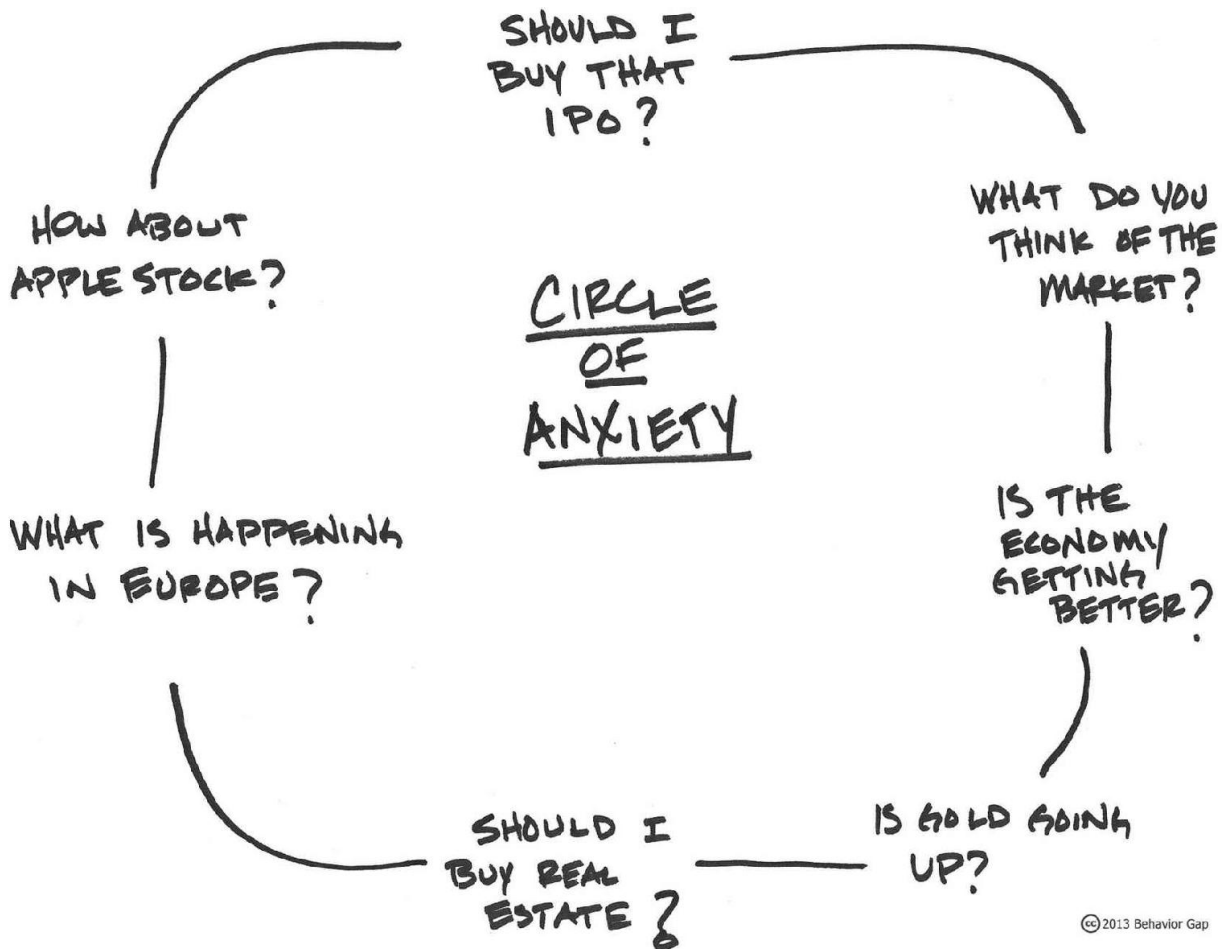 SHOULD I
BUY THAT
IPO?
WHAT DO YOU
THINK OF THE
MARKET?
IS THE
ECONOMY
GETTING
BETTER?
IS GOLD GOING
UP?
SHOULD I
BUY REAL
ESTATE?
WHAT IS HAPPENING
IN EUROPE?
HOW ABOUT
APPLE STOCK?
CIRCLE
OF
ANXIETY
cc 2013 Behavior Gap